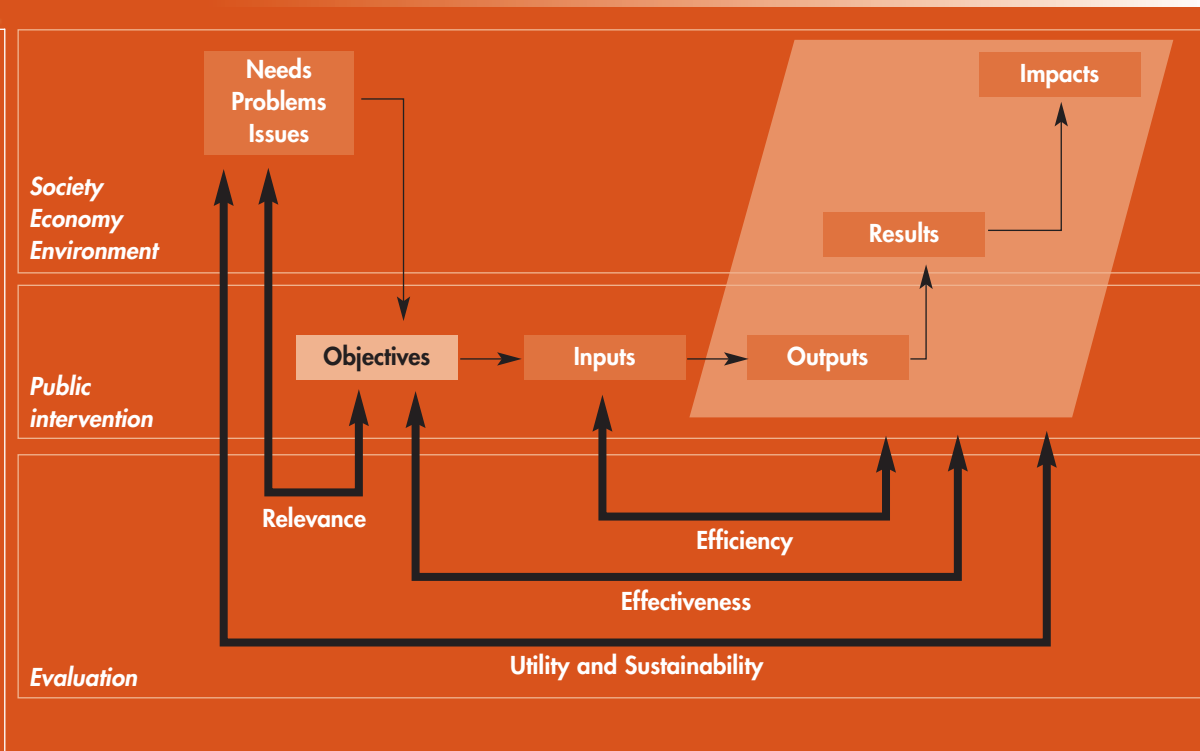 Needs
Problems
Issues
Impacts
Society
Economy
Environment
Results
Objectives
Inputs
Outputs
Public
intervention
Relevance
Efficiency
Effectiveness
Utility and Sustainability
Evaluation